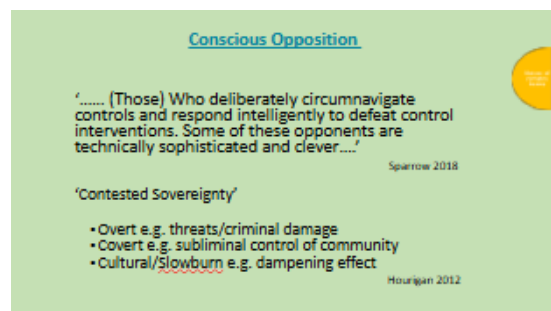 Conscious Opposition
‘…… (Those) Who deliberately circumnavigate
controls and respond intelligently to defeat control
interventions. Some of these opponents are
technically sophisticated and clever….’
Sparrow 2018
‘Contested Sovereignty’
▪Overt e.g. threats/criminal damage
▪Covert e.g. subliminal control of community
▪Cultural/Slowburn e.g. dampening effect
Hourigan 2012